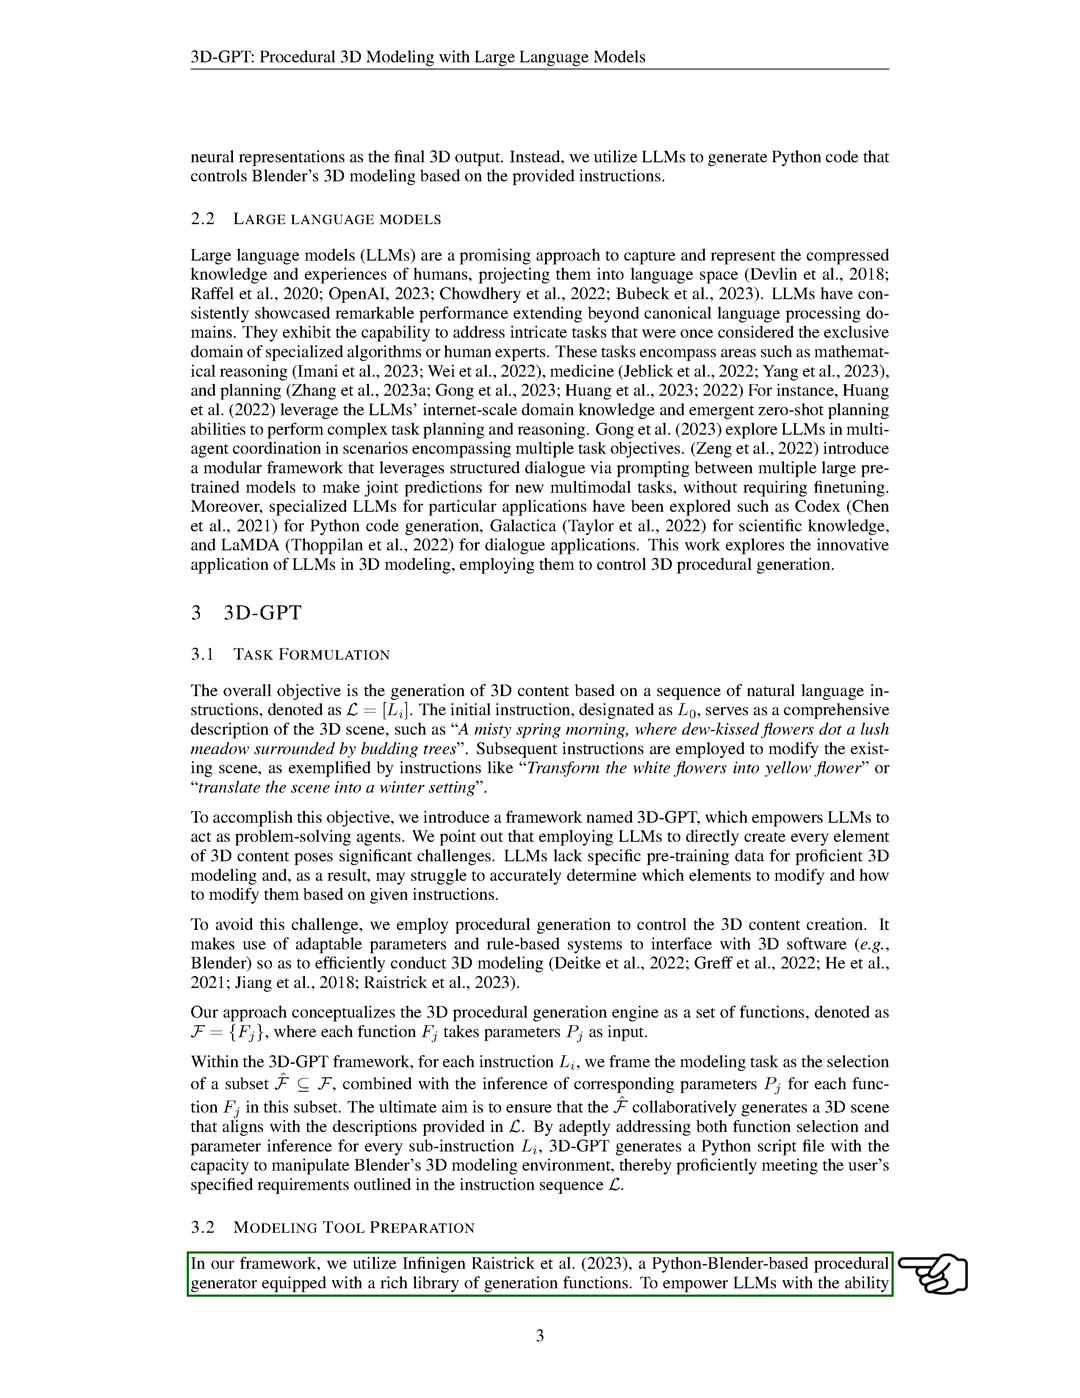 3D-GPT: Procedural 3D Modeling with Large Language Models
neural representations as the final 3D output. Instead, we utilize LLMs to generate Python code that
controls Blender's 3D modeling based on the provided instructions.
2.2 LARGE LANGUAGE MODELS
Large language models (LLMs) are a promising approach to capture and represent the compressed
knowledge and experiences of humans, projecting them into language space (Devlin et al., 2018;
Raffel et al., 2020; OpenAI, 2023; Chowdhery et al., 2022; Bubeck et al., 2023). LLMs have con-
sistently showcased remarkable performance extending beyond canonical language processing do-
mains. They exhibit the capability to address intricate tasks that were once considered the exclusive
domain of specialized algorithms or human experts. These tasks encompass areas such as mathemat-
ical reasoning (Imani et al., 2023; Wei et al., 2022), medicine (Jeblick et al., 2022; Yang et al., 2023),
and planning (Zhang et al., 2023a; Gong et al., 2023; Huang et al., 2023; 2022) For instance, Huang
et al. (2022) leverage the LLMs' internet-scale domain knowledge and emergent zero-shot planning
abilities to perform complex task planning and reasoning. Gong et al. (2023) explore LLMs in multi-
agent coordination in scenarios encompassing multiple task objectives. (Zeng et al., 2022) introduce
a modular framework that leverages structured dialogue via prompting between multiple large pre-
trained models to make joint predictions for new multimodal tasks, without requiring finetuning.
Moreover, specialized LLMs for particular applications have been explored such as Codex (Chen
et al., 2021) for Python code generation, Galactica (Taylor et al., 2022) for scientific knowledge,
and LaMDA (Thoppilan et al., 2022) for dialogue applications. This work explores the innovative
application of LLMs in 3D modeling, employing them to control 3D procedural generation.
3 3D-GPT
3.1 TASK FORMULATION
The overall objective is the generation of 3D content based on a sequence of natural language in-
structions, denoted as ℒ = [L_i]. The initial instruction, designated as L_0, serves as a comprehensive
description of the 3D scene, such as “A misty spring morning, where dew-kissed flowers dot a lush
meadow surrounded by budding trees”. Subsequent instructions are employed to modify the exist-
ing scene, as exemplified by instructions like “Transform the white flowers into yellow flower” or
“translate the scene into a winter setting”.
To accomplish this objective, we introduce a framework named 3D-GPT, which empowers LLMs to
act as problem-solving agents. We point out that employing LLMs to directly create every element
of 3D content poses significant challenges. LLMs lack specific pre-training data for proficient 3D
modeling and, as a result, may struggle to accurately determine which elements to modify and how
to modify them based on given instructions.
To avoid this challenge, we employ procedural generation to control the 3D content creation. It
makes use of adaptable parameters and rule-based systems to interface with 3D software (e.g.,
Blender) so as to efficiently conduct 3D modeling (Deitke et al., 2022; Greff et al., 2022; He et al.,
2021; Jiang et al., 2018; Raistrick et al., 2023).
Our approach conceptualizes the 3D procedural generation engine as a set of functions, denoted as
ℱ = {F_j}, where each function F_j takes parameters P_j as input.
Within the 3D-GPT framework, for each instruction L_i, we frame the modeling task as the selection
of a subset ℱ̂ ⊆ ℱ, combined with the inference of corresponding parameters P_j for each func-
tion F_j in this subset. The ultimate aim is to ensure that the ℱ̂ collaboratively generates a 3D scene
that aligns with the descriptions provided in ℒ. By adeptly addressing both function selection and
parameter inference for every sub-instruction L_i, 3D-GPT generates a Python script file with the
capacity to manipulate Blender's 3D modeling environment, thereby proficiently meeting the user's
specified requirements outlined in the instruction sequence ℒ.
3.2 MODELING TOOL PREPARATION
In our framework, we utilize Infinigen Raistrick et al. (2023), a Python-Blender-based procedural
generator equipped with a rich library of generation functions. To empower LLMs with the ability
3